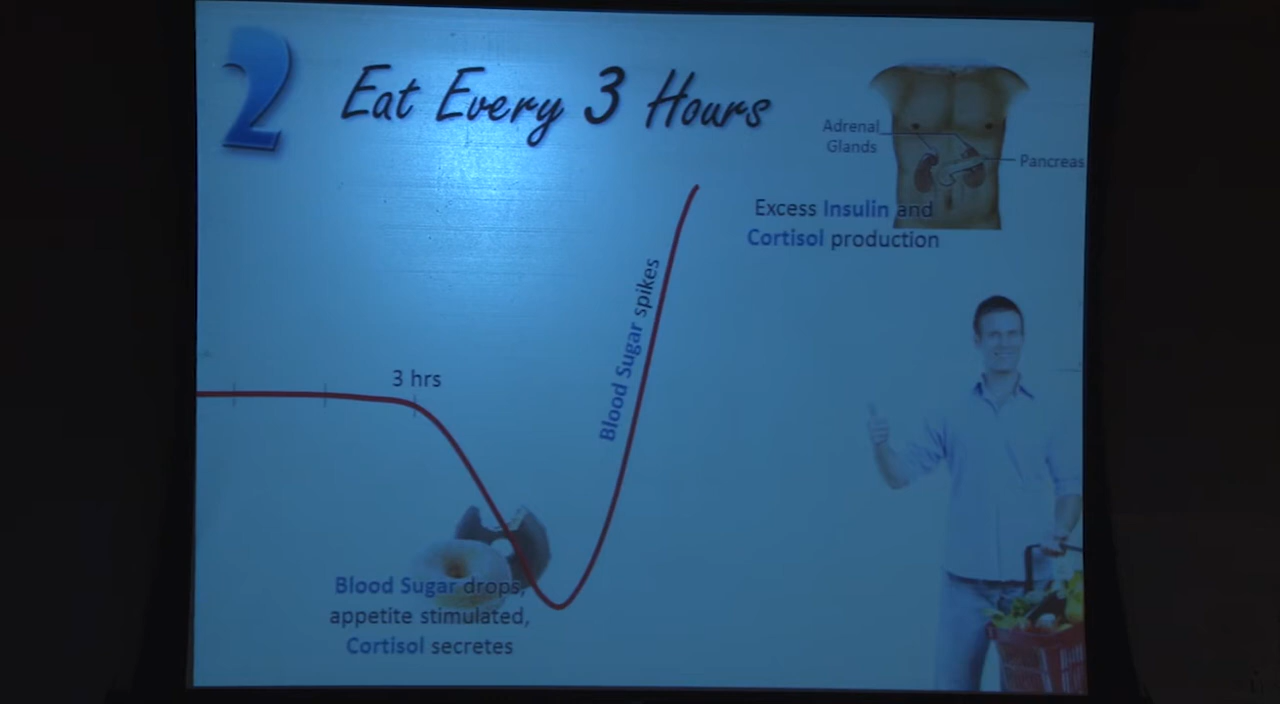 2
Eat Every 3 Hours
Adrenal
Glands
Pancreas
Excess Insulin and
Cortisol production
Blood Sugar spikes
3 hrs
Blood Sugar drops,
appetite stimulated,
Cortisol secretes